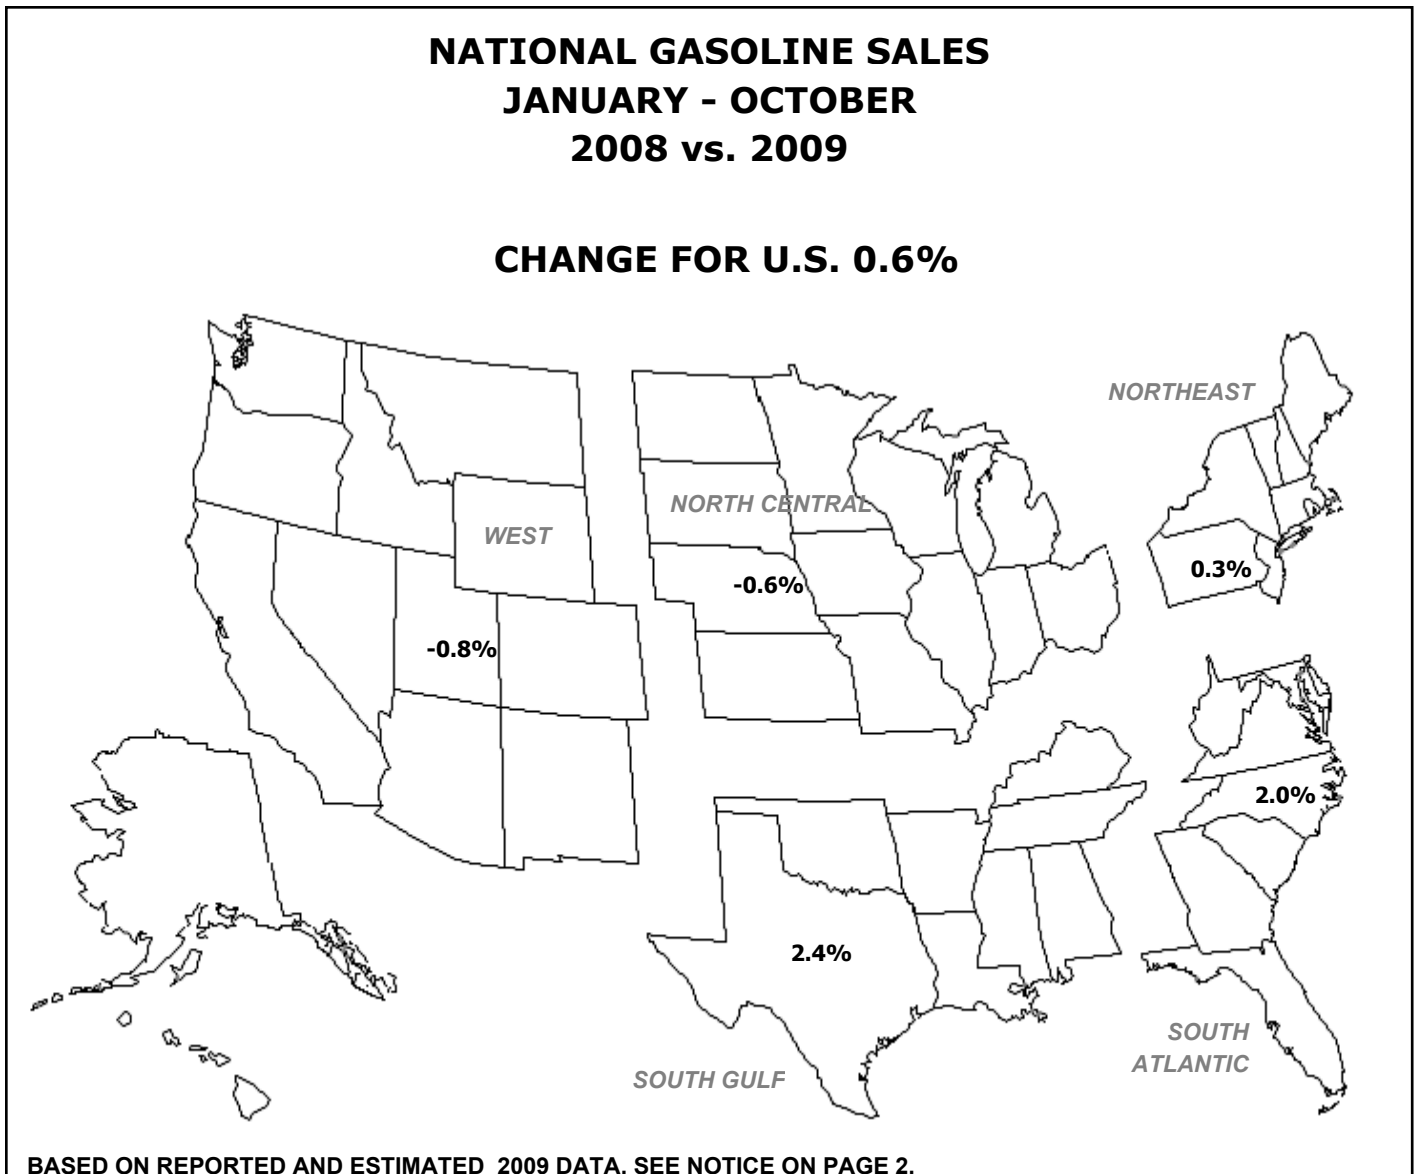 NATIONAL GASOLINE SALES
JANUARY - OCTOBER
2008 vs. 2009
CHANGE FOR U.S. 0.6%
NORTHEAST
NORTH CENTRAL
WEST
0.3%
-0.6%
-0.8%
2.0%
2.4%
SOUTH
ATLANTIC
SOUTH GULF
BASED ON REPORTED AND ESTIMATED  2009 DATA. SEE NOTICE ON PAGE 2.